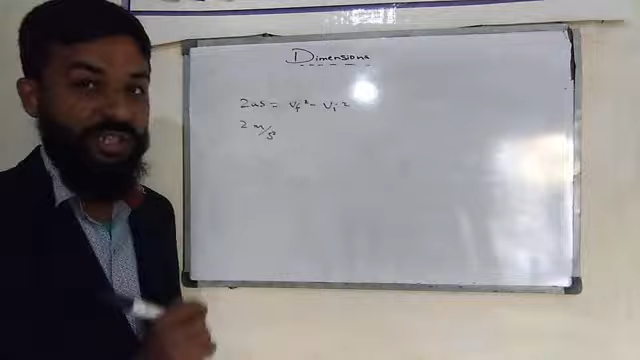 Dimensions
2as = Vf² - Vi²
2 m/s²